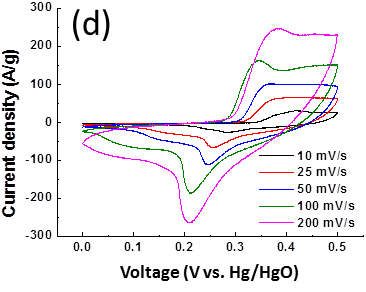 (d)
Current density (A/g)
300
200
100
0
-100
-200
-300
10 mV/s
25 mV/s
50 mV/s
100 mV/s
200 mV/s
0.0 0.1 0.2 0.3 0.4 0.5
Voltage (V vs. Hg/HgO)